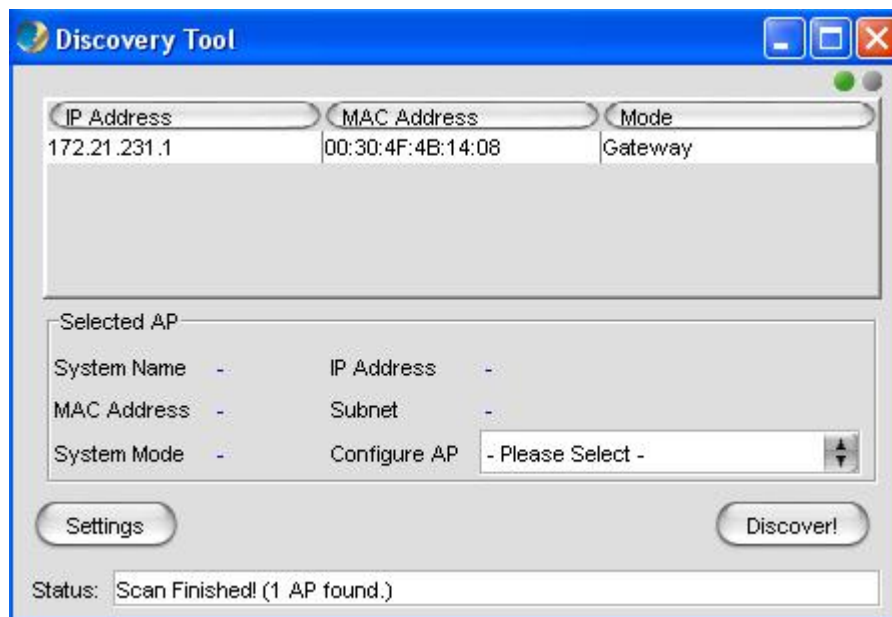 Discovery Tool
IP Address MAC Address Mode
172.21.231.1 00:30:4F:4B:14:08 Gateway
Selected AP
System Name - IP Address -
MAC Address - Subnet -
System Mode - Configure AP - Please Select -
Settings Discover!
Status: Scan Finished! (1 AP found.)